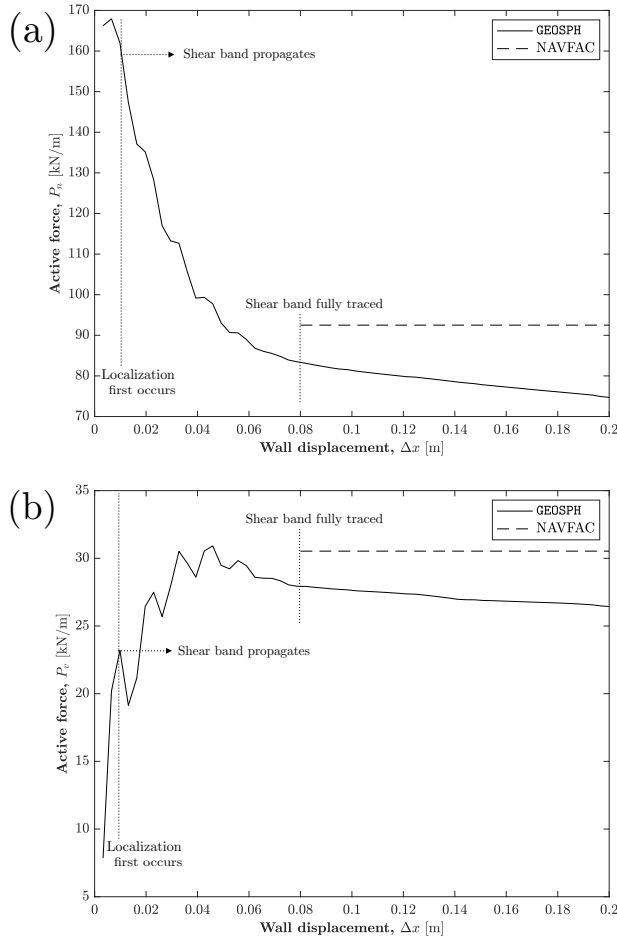 (a)
170
160
150
140
130
120
110
100
90
80
70
Active force, P_n [kN/m]
GEOSPH
NAVFAC
Shear band propagates
Shear band fully traced
Localization
first occurs
0 0.02 0.04 0.06 0.08 0.1 0.12 0.14 0.16 0.18 0.2
Wall displacement, Δx [m]
(b)
35
30
25
20
15
10
5
Active force, P_v [kN/m]
GEOSPH
NAVFAC
Shear band fully traced
Shear band propagates
Localization
first occurs
0 0.02 0.04 0.06 0.08 0.1 0.12 0.14 0.16 0.18 0.2
Wall displacement, Δx [m]